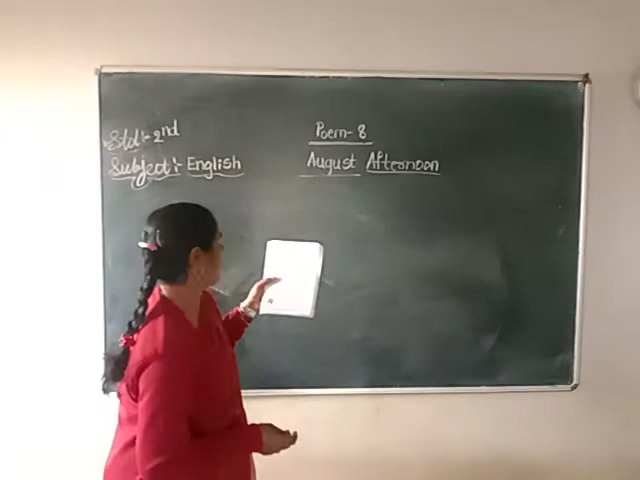 Std:- 2nd
Subject:- English
Poem- 8
August Afternoon